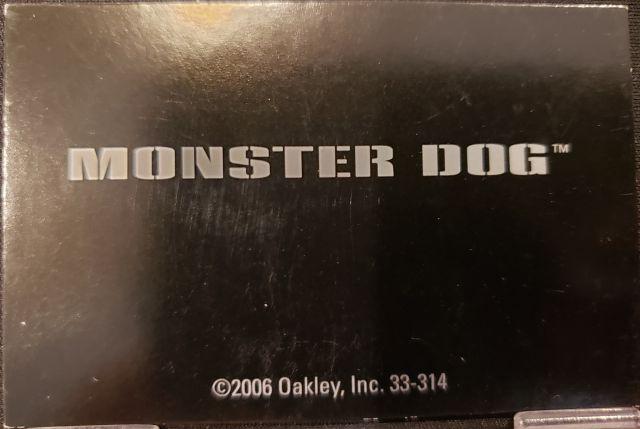 MONSTER DOG™
©2006 Oakley, Inc. 33-314